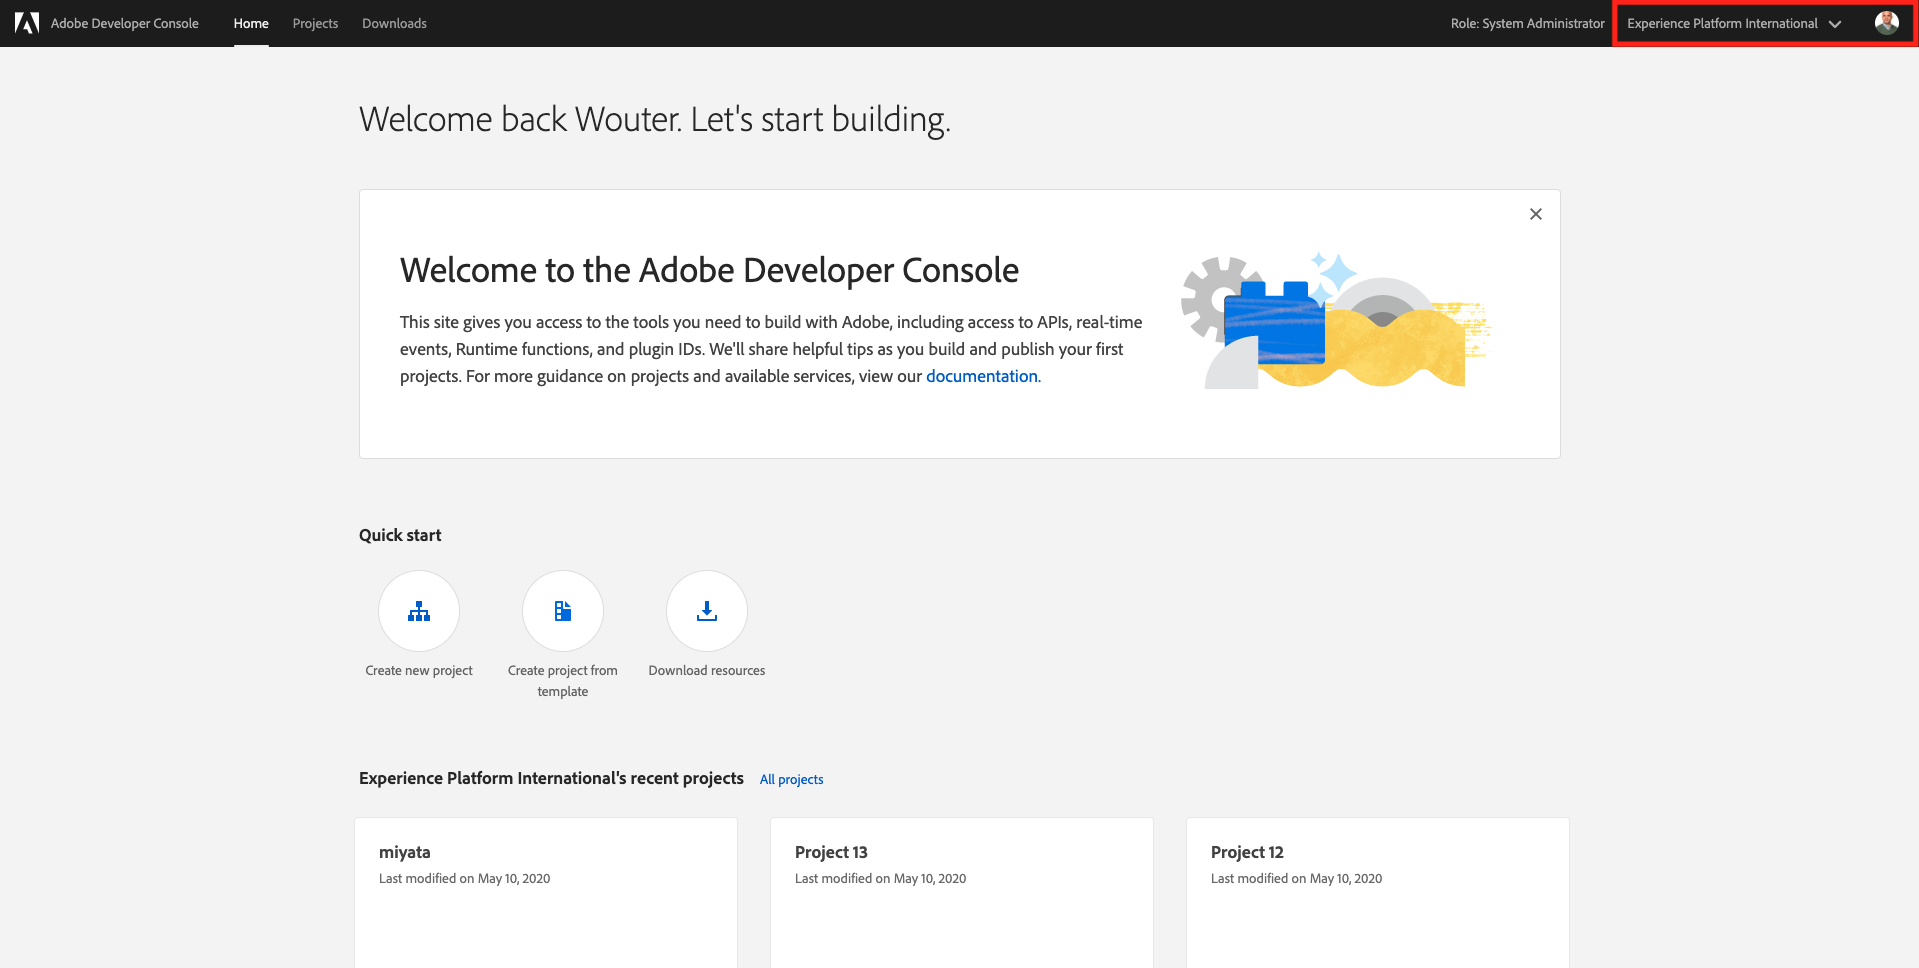 Adobe Developer Console Home Projects Downloads Role: System Administrator Experience Platform International
Welcome back Wouter. Let's start building.
Welcome to the Adobe Developer Console
This site gives you access to the tools you need to build with Adobe, including access to APIs, real-time
events, Runtime functions, and plugin IDs. We'll share helpful tips as you build and publish your first
projects. For more guidance on projects and available services, view our documentation.
Quick start
Create new project
Create project from
template
Download resources
Experience Platform International's recent projects All projects
miyata
Last modified on May 10, 2020
Project 13
Last modified on May 10, 2020
Project 12
Last modified on May 10, 2020